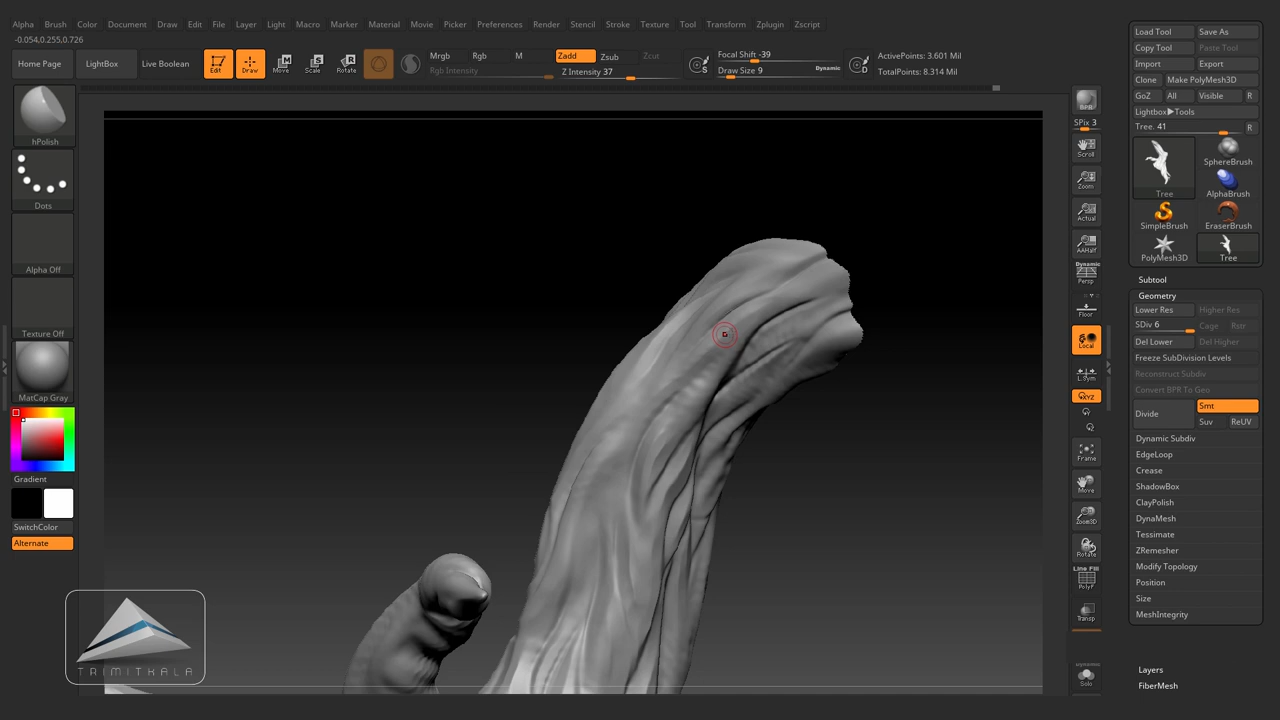 Alpha Brush Color Document Draw Edit File Layer Light Macro Marker Material Movie Picker Preferences Render Stencil Stroke Texture Tool Transform Zplugin Zscript
-0.054,0.255,0.726
Home Page LightBox Live Boolean Edit Draw Move Scale Rotate
Mrgb Rgb M
Rgb Intensity
Zadd Zsub Zcut
Z Intensity 37
S
Focal Shift -39
Draw Size 9 Dynamic
D
ActivePoints: 3.601 Mil
TotalPoints: 8.314 Mil
hPolish
Dots
Alpha Off
Texture Off
MatCap Gray
Gradient
SwitchColor
Alternate
TRIMITKALA
BPR
SPix 3
Scroll
Zoom
Actual
AAHalf
Dynamic
Persp
Floor
Local
L.Sym
XYZ
Frame
Move
Zoom3D
Rotate
Line Fill
PolyF
Transp
Dynamic
Solo
Load Tool Save As
Copy Tool Paste Tool
Import Export
Clone Make PolyMesh3D
GoZ All Visible R
Lightbox▶Tools
Tree. 41 R
Tree SphereBrush
AlphaBrush
SimpleBrush EraserBrush
PolyMesh3D Tree
Subtool
Geometry
Lower Res Higher Res
SDiv 6 Cage Rstr
Del Lower Del Higher
Freeze SubDivision Levels
Reconstruct Subdiv
Convert BPR To Geo
Divide Smt
Suv ReUV
Dynamic Subdiv
EdgeLoop
Crease
ShadowBox
ClayPolish
DynaMesh
Tessimate
ZRemesher
Modify Topology
Position
Size
MeshIntegrity
Layers
FiberMesh